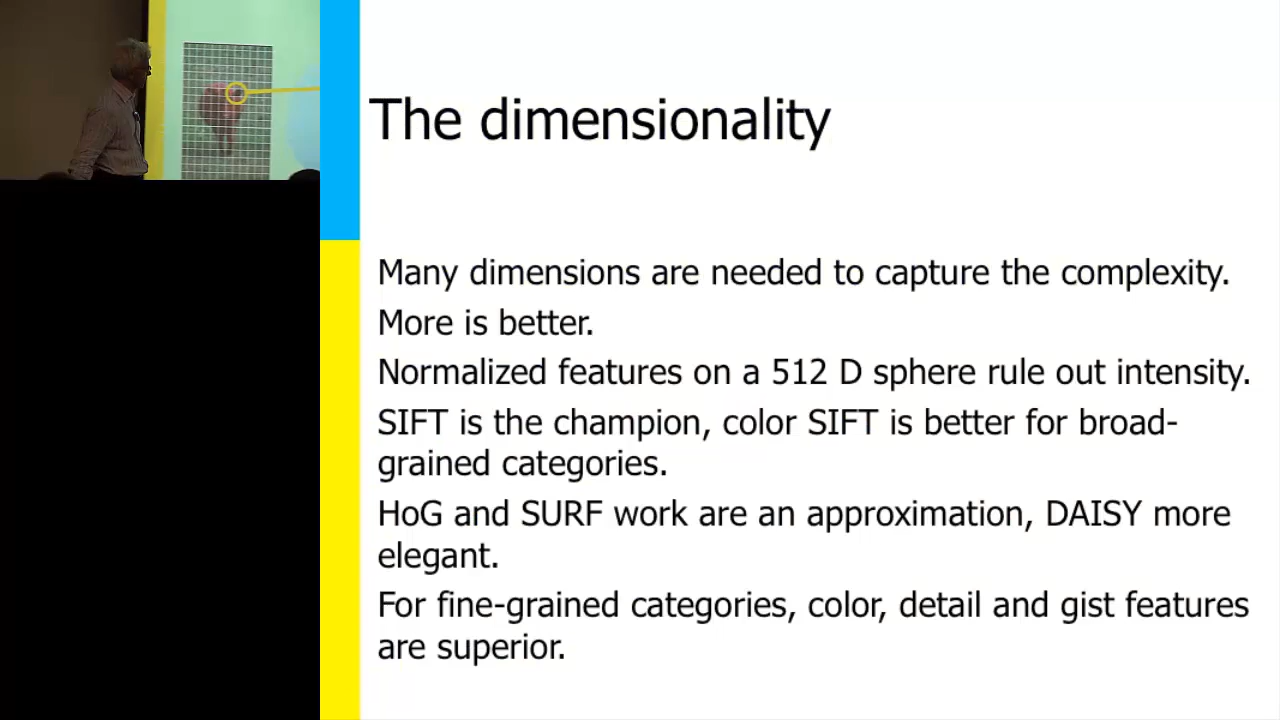 The dimensionality
Many dimensions are needed to capture the complexity.
More is better.
Normalized features on a 512 D sphere rule out intensity.
SIFT is the champion, color SIFT is better for broad-
grained categories.
HoG and SURF work are an approximation, DAISY more
elegant.
For fine-grained categories, color, detail and gist features
are superior.